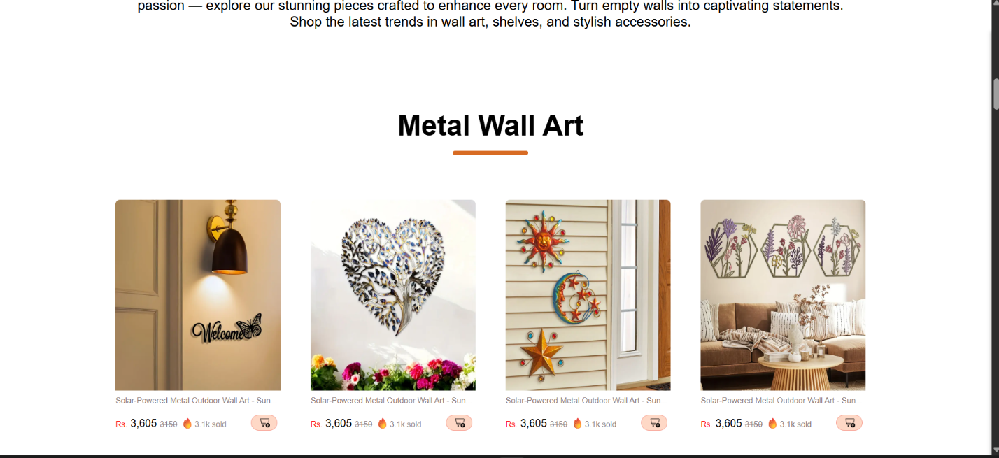 passion — explore our stunning pieces crafted to enhance every room. Turn empty walls into captivating statements.
Shop the latest trends in wall art, shelves, and stylish accessories.
Metal Wall Art
Welcome
Solar-Powered Metal Outdoor Wall Art - Sun...
Rs. 3,605 3150 3.1k sold
Solar-Powered Metal Outdoor Wall Art - Sun...
Rs. 3,605 3150 3.1k sold
Solar-Powered Metal Outdoor Wall Art - Sun...
Rs. 3,605 3150 3.1k sold
Solar-Powered Metal Outdoor Wall Art - Sun...
Rs. 3,605 3150 3.1k sold